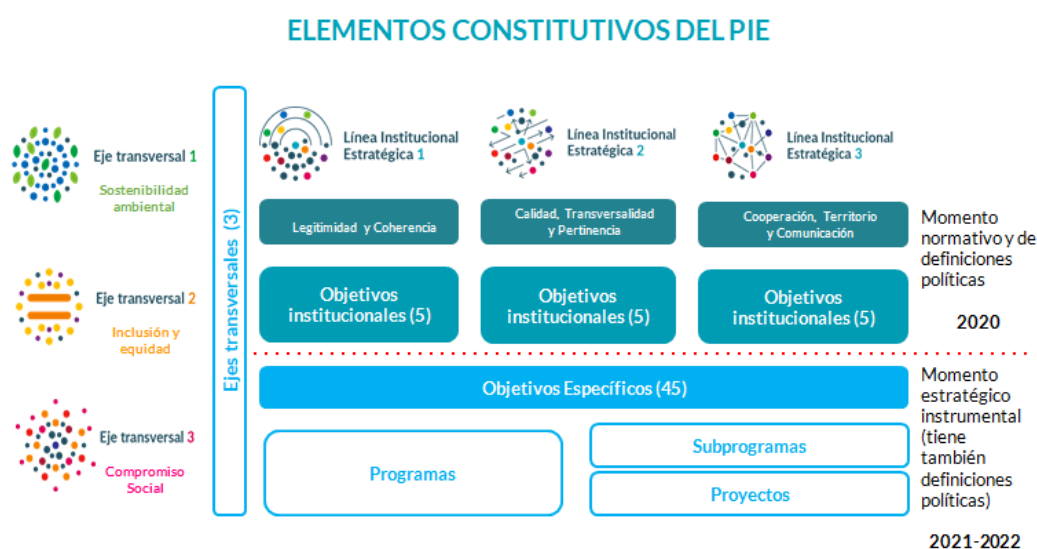 ELEMENTOS CONSTITUTIVOS DEL PIE
Eje transversal 1
Sostenibilidad
ambiental
Eje transversal 2
Inclusión y
equidad
Eje transversal 3
Compromiso
Social
Ejes transversales (3)
Línea Institucional
Estratégica 1
Línea Institucional
Estratégica 2
Línea Institucional
Estratégica 3
Legitimidad y Coherencia
Calidad, Transversalidad
y Pertinencia
Cooperación, Territorio
y Comunicación
Objetivos
institucionales (5)
Objetivos
institucionales (5)
Objetivos
institucionales (5)
Momento
normativo y de
definiciones
políticas
2020
Objetivos Específicos (45)
Programas
Subprogramas
Proyectos
Momento
estratégico
instrumental
(tiene
también
definiciones
políticas)
2021-2022